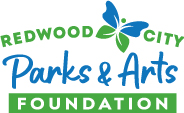 REDWOOD CITY
Parks & Arts
FOUNDATION